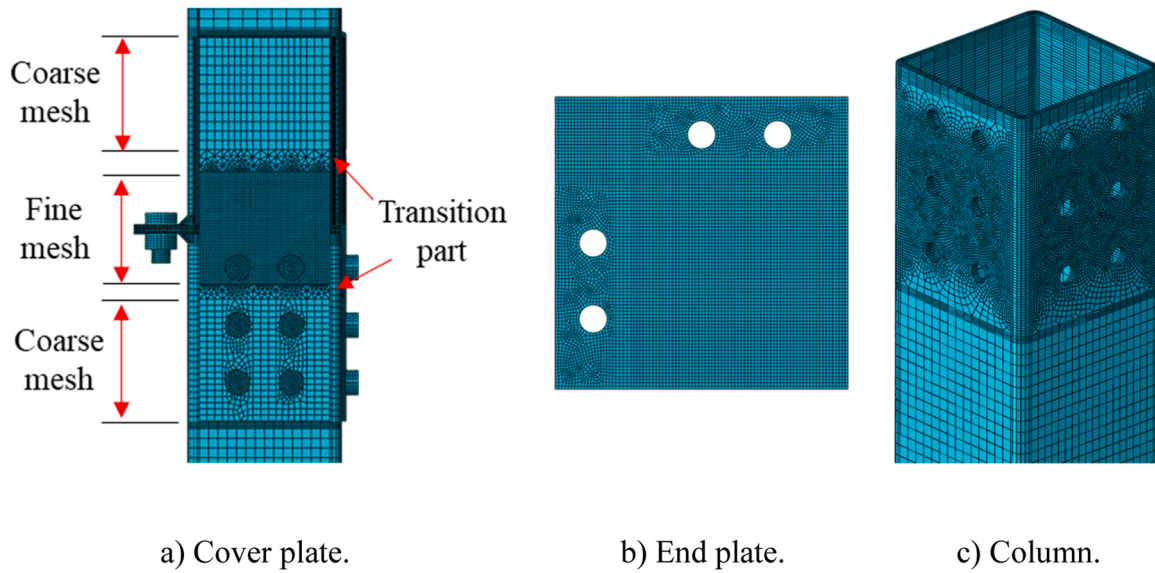 Coarse
mesh
Fine
mesh
Transition
part
Coarse
mesh
a) Cover plate.
b) End plate.
c) Column.